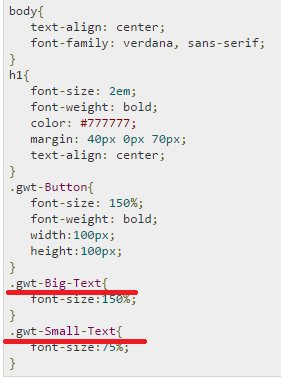 body{
text-align: center;
font-family: verdana, sans-serif;
}
h1{
font-size: 2em;
font-weight: bold;
color: #777777;
margin: 40px 0px 70px;
text-align: center;
}
.gwt-Button{
font-size: 150%;
font-weight: bold;
width:100px;
height:100px;
}
.gwt-Big-Text{
font-size:150%;
}
.gwt-Small-Text{
font-size:75%;
}